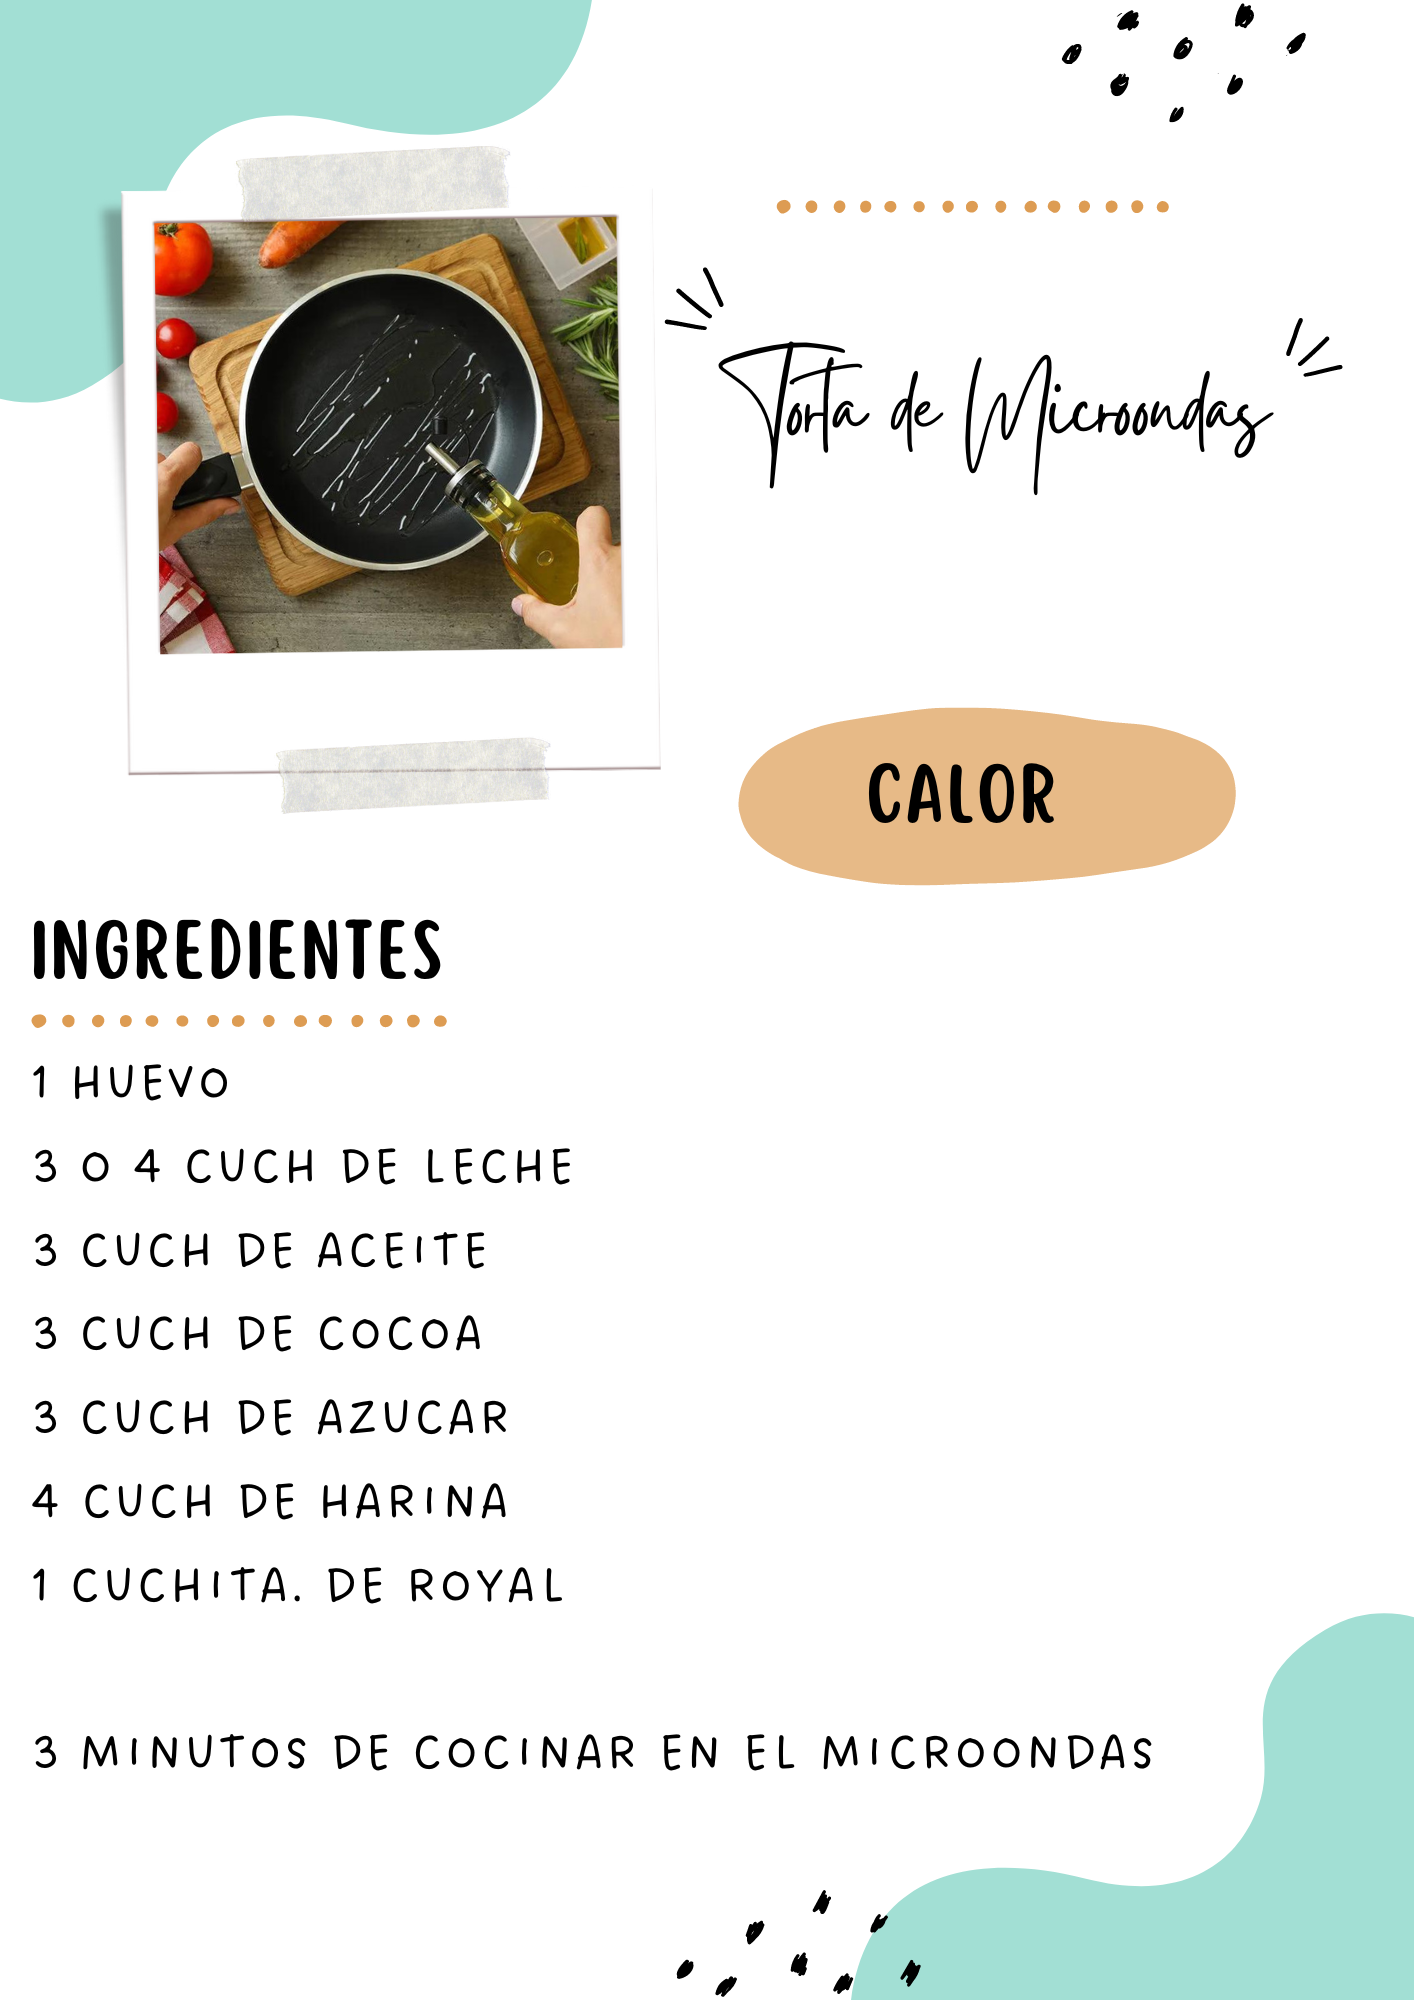 Torta de Microondas
CALOR
INGREDIENTES
1 HUEVO
3 O 4 CUCH DE LECHE
3 CUCH DE ACEITE
3 CUCH DE COCOA
3 CUCH DE AZUCAR
4 CUCH DE HARINA
1 CUCHITA. DE ROYAL
3 MINUTOS DE COCINAR EN EL MICROONDAS